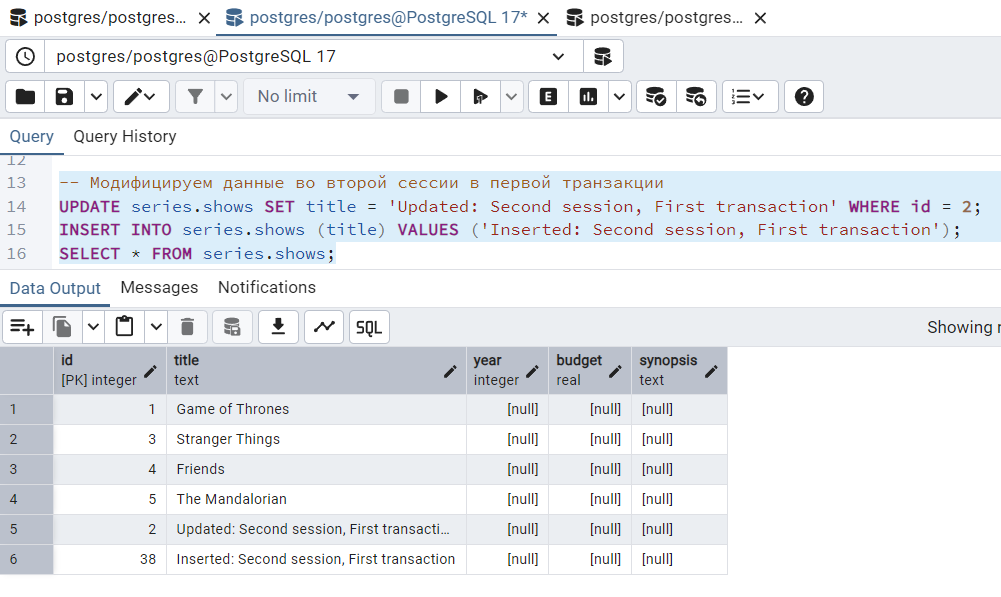 postgres/postgres... postgres/postgres@PostgreSQL 17* postgres/postgres...
postgres/postgres@PostgreSQL 17
No limit
Query Query History
12
13 -- Модифицируем данные во второй сессии в первой транзакции
14 UPDATE series.shows SET title = 'Updated: Second session, First transaction' WHERE id = 2;
15 INSERT INTO series.shows (title) VALUES ('Inserted: Second session, First transaction');
16 SELECT * FROM series.shows;
Data Output Messages Notifications
SQL Showing
id title year budget synopsis
[PK] integer text integer real text
1 1 Game of Thrones [null] [null] [null]
2 3 Stranger Things [null] [null] [null]
3 4 Friends [null] [null] [null]
4 5 The Mandalorian [null] [null] [null]
5 2 Updated: Second session, First transacti... [null] [null] [null]
6 38 Inserted: Second session, First transaction [null] [null] [null]